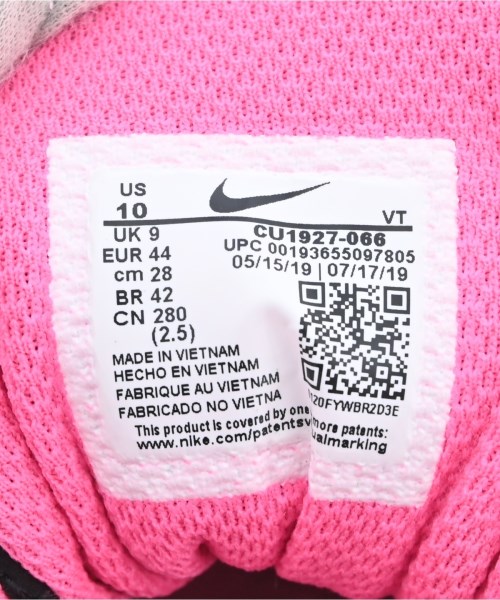 US
10
VT
UK 9
CU1927-066
EUR 44
UPC 00193655097805
cm 28
05/15/19 | 07/17/19
BR 42
CN 280
(2.5)
MADE IN VIETNAM
HECHO EN VIETNAM
FABRIQUE AU VIETNAM
FABRICADO NO VIETNA
120FYWBR2D3E
This product is covered by one more patents:
www.nike.com/patentsv ualmarking